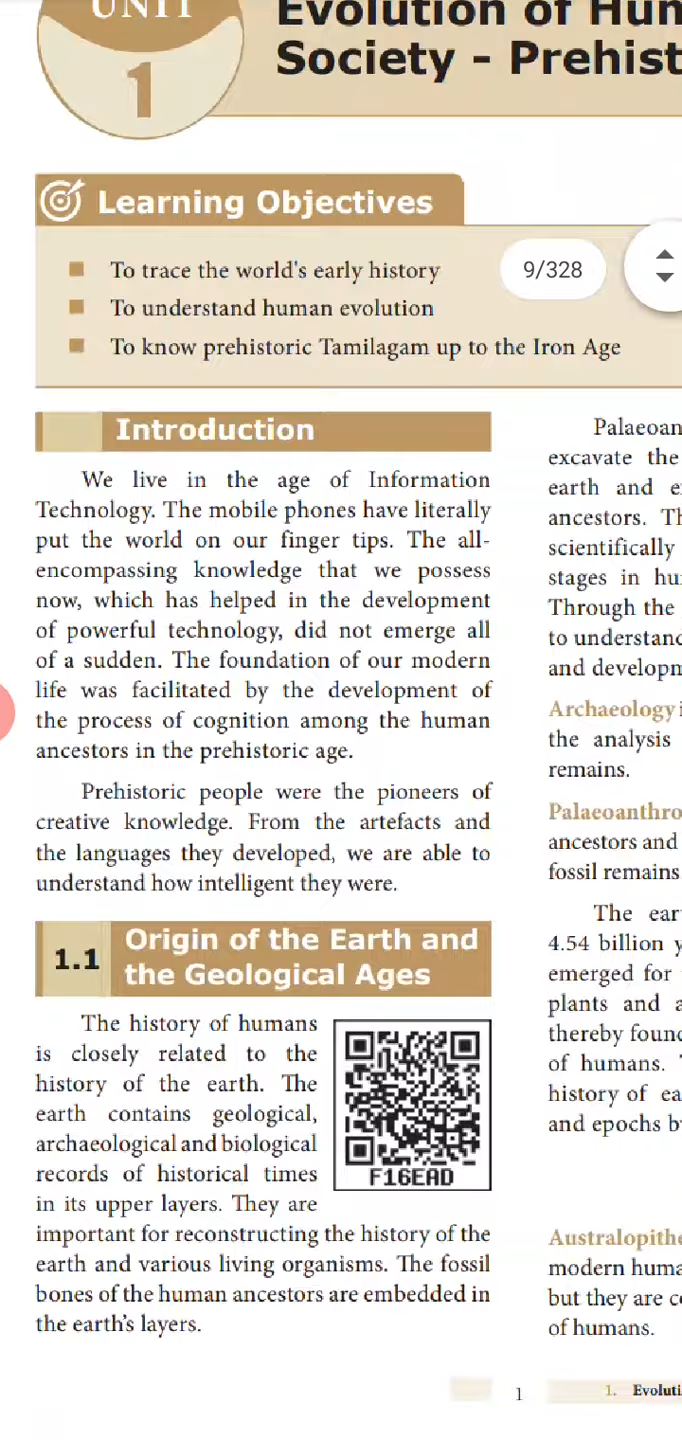 UNIT
1
Evolution of Hum
Society - Prehist
Learning Objectives
To trace the world's early history
9/328
To understand human evolution
To know prehistoric Tamilagam up to the Iron Age
Introduction
We live in the age of Information
Technology. The mobile phones have literally
put the world on our finger tips. The all-
encompassing knowledge that we possess
now, which has helped in the development
of powerful technology, did not emerge all
of a sudden. The foundation of our modern
life was facilitated by the development of
the process of cognition among the human
ancestors in the prehistoric age.
Prehistoric people were the pioneers of
creative knowledge. From the artefacts and
the languages they developed, we are able to
understand how intelligent they were.
1.1
Origin of the Earth and
the Geological Ages
The history of humans
is closely related to the
history of the earth. The
earth contains geological,
archaeological and biological
records of historical times
in its upper layers. They are
important for reconstructing the history of the
earth and various living organisms. The fossil
bones of the human ancestors are embedded in
the earth's layers.
F16EAD
Palaeoan
excavate the
earth and e
ancestors. Th
scientifically
stages in hu
Through the
to understand
and developm
Archaeology i
the analysis
remains.
Palaeoanthro
ancestors and
fossil remains
The ear
4.54 billion y
emerged for
plants and a
thereby found
of humans.
history of ea
and epochs b
Australopithe
modern huma
but they are c
of humans.
1
1. Evoluti